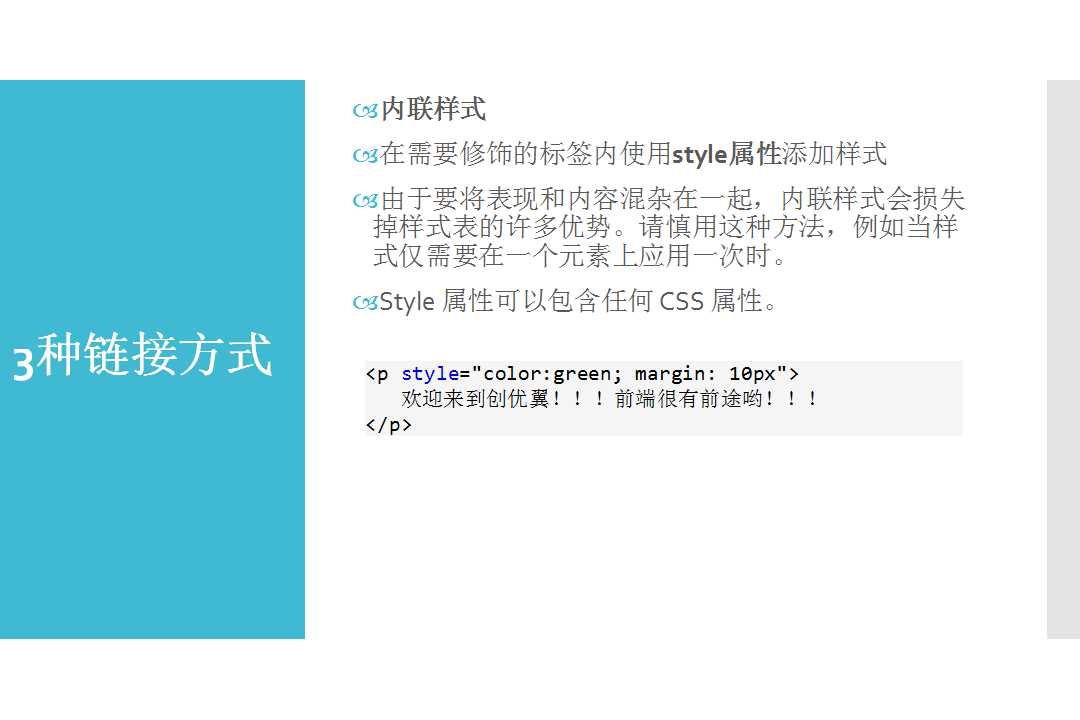 3种链接方式
内联样式
在需要修饰的标签内使用style属性添加样式
由于要将表现和内容混杂在一起，内联样式会损失
掉样式表的许多优势。请慎用这种方法，例如当样
式仅需要在一个元素上应用一次时。
Style 属性可以包含任何 CSS 属性。
<p style="color:green; margin: 10px">
欢迎来到创优翼！！！前端很有前途哟！！！
</p>